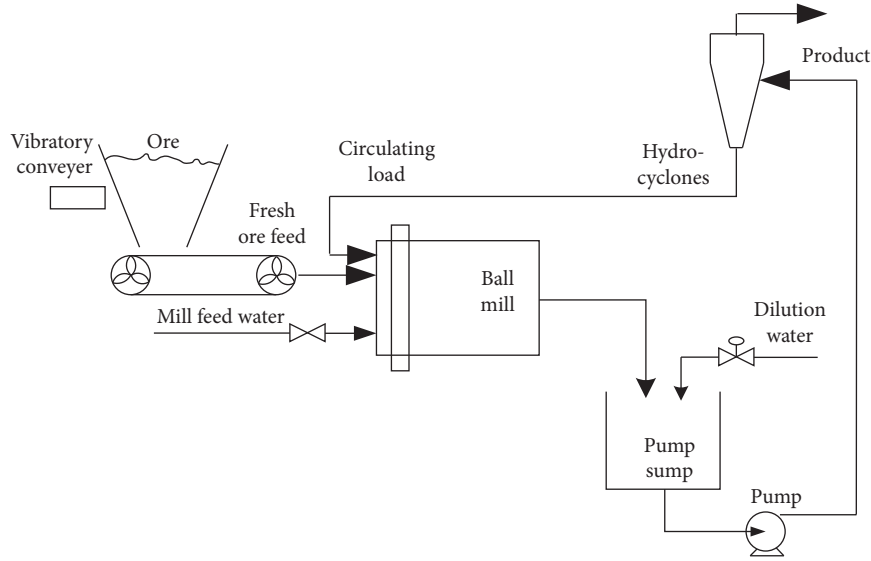 Product
Vibratory
conveyer
Ore
Circulating
load
Hydro-
cyclones
Fresh
ore feed
Ball
mill
Mill feed water
Dilution
water
Pump
sump
Pump